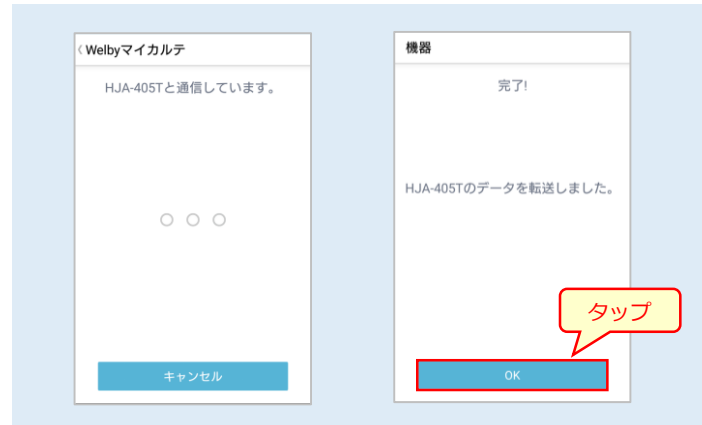 〈 Welbyマイカルテ
HJA-405Tと通信しています。
キャンセル
機器
完了!
HJA-405Tのデータを転送しました。
タップ
OK